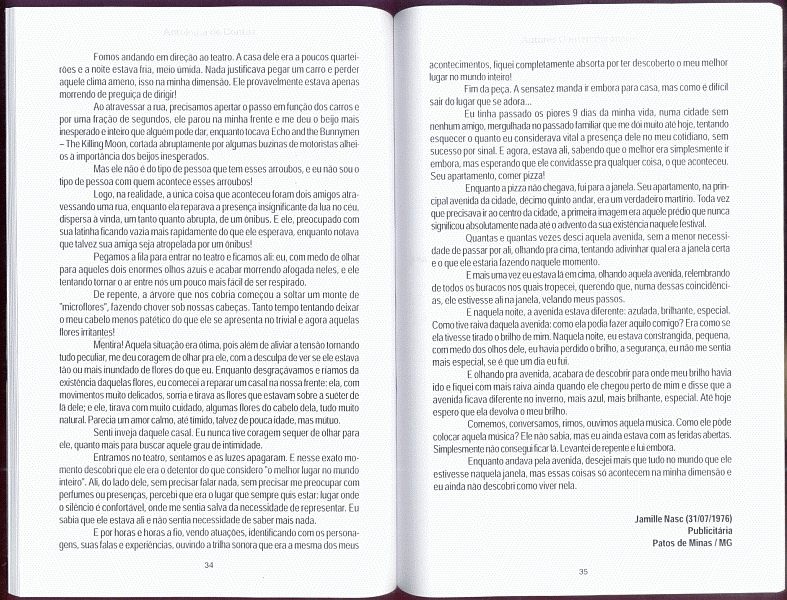 Antologia de Contos
Fomos andando em direção ao teatro. A casa dele era a poucos quartei-
rões e a noite estava fria, meio úmida. Nada justificava pegar um carro e perder
aquele clima ameno, isso na minha dimensão. Ele provavelmente estava apenas
morrendo de preguiça de dirigir!
Ao atravessar a rua, precisamos apertar o passo em função dos carros e
por uma fração de segundos, ele parou na minha frente e me deu o beijo mais
inesperado e inteiro que alguém pode dar, enquanto tocava Echo and the Bunnymen
– The Killing Moon, cortada abruptamente por algumas buzinas de motoristas alhei-
os à importância dos beijos inesperados.
Mas ele não é do tipo de pessoa que tem esses arroubos, e eu não sou o
tipo de pessoa com quem acontece esses arroubos!
Logo, na realidade, a única coisa que aconteceu foram dois amigos atra-
vessando uma rua, enquanto ela reparava a presença insignificante da lua no céu,
dispersa à vinda, um tanto quanto abrupta, de um ônibus. E ele, preocupado com
sua latinha ficando vazia mais rapidamente do que ele esperava, enquanto notava
que talvez sua amiga seja atropelada por um ônibus!
Pegamos a fila para entrar no teatro e ficamos ali: eu, com medo de olhar
para aqueles dois enormes olhos azuis e acabar morrendo afogada neles, e ele
tentando tornar o ar entre nós um pouco mais fácil de ser respirado.
De repente, a árvore que nos cobria começou a soltar um monte de
"microflores", fazendo chover sob nossas cabeças. Tanto tempo tentando deixar
o meu cabelo menos patético do que ele se apresenta no trivial e agora aquelas
flores irritantes!
Mentira! Aquela situação era ótima, pois além de aliviar a tensão tornando
tudo peculiar, me deu coragem de olhar pra ele, com a desculpa de ver se ele estava
tão ou mais inundado de flores do que eu. Enquanto desgraçávamos e ríamos da
existência daquelas flores, eu comecei a reparar um casal na nossa frente: ela, com
movimentos muito delicados, sorria e tirava as flores que estavam sobre a suéter de
lã dele; e ele, tirava com muito cuidado, algumas flores do cabelo dela, tudo muito
natural. Parecia um amor calmo, até tímido, talvez de pouca idade, mas mútuo.
Senti inveja daquele casal. Eu nunca tive coragem sequer de olhar para
ele, quanto mais para buscar aquele grau de intimidade.
Entramos no teatro, sentamos e as luzes apagaram. E nesse exato mo-
mento descobri que ele era o detentor do que considero "o melhor lugar no mundo
inteiro". Ali, do lado dele, sem precisar falar nada, sem precisar me preocupar com
perfumes ou presenças, percebi que era o lugar que sempre quis estar: lugar onde
o silêncio é confortável, onde me sentia salva da necessidade de representar. Eu
sabia que ele estava ali e não sentia necessidade de saber mais nada.
E por horas e horas a fio, vendo atuações, identificando com os persona-
gens, suas falas e experiências, ouvindo a trilha sonora que era a mesma dos meus
34
acontecimentos, fiquei completamente absorta por ter descoberto o meu melhor
lugar no mundo inteiro!
Fim da peça. A sensatez manda ir embora para casa, mas como é difícil
sair do lugar que se adora...
Eu tinha passado os piores 9 dias da minha vida, numa cidade sem
nenhum amigo, mergulhada no passado familiar que me dói muito até hoje, tentando
esquecer o quanto eu considerava vital a presença dele no meu cotidiano, sem
sucesso por sinal. E agora, estava ali, sabendo que o melhor era simplesmente ir
embora, mas esperando que ele convidasse pra qualquer coisa, o que aconteceu.
Seu apartamento, comer pizza!
Enquanto a pizza não chegava, fui para a janela. Seu apartamento, na prin-
cipal avenida da cidade, décimo quinto andar, era um verdadeiro martírio. Toda vez
que precisava ir ao centro da cidade, a primeira imagem era aquele prédio que nunca
significou absolutamente nada até o advento da sua existência naquele festival.
Quantas e quantas vezes desci aquela avenida, sem a menor necessi-
dade de passar por ali, olhando pra cima, tentando adivinhar qual era a janela certa
e o que ele estaria fazendo naquele momento.
E mais uma vez eu estava lá em cima, olhando aquela avenida, relembrando
de todos os buracos nos quais tropecei, querendo que, numa dessas coincidênci-
as, ele estivesse ali na janela, velando meus passos.
E naquela noite, a avenida estava diferente: azulada, brilhante, especial.
Como tive raiva daquela avenida: como ela podia fazer aquilo comigo? Era como se
ela tivesse tirado o brilho de mim. Naquela noite, eu estava constrangida, pequena,
com medo dos olhos dele, eu havia perdido o brilho, a segurança, eu não me sentia
mais especial, se é que um dia eu fui.
E olhando pra avenida, acabara de descobrir para onde meu brilho havia
ido e fiquei com mais raiva ainda quando ele chegou perto de mim e disse que a
avenida ficava diferente no inverno, mais azul, mais brilhante, especial. Até hoje
espero que ela devolva o meu brilho.
Comemos, conversamos, rimos, ouvimos aquela música. Como ele pôde
colocar aquela música? Ele não sabia, mas eu ainda estava com as feridas abertas.
Simplesmente não consegui ficar lá. Levantei de repente e fui embora.
Enquanto andava pela avenida, desejei mais que tudo no mundo que ele
estivesse naquela janela, mas essas coisas só acontecem na minha dimensão e
eu ainda não descobri como viver nela.
Jamille Nasc (31/07/1976)
Publicitária
Patos de Minas / MG
35